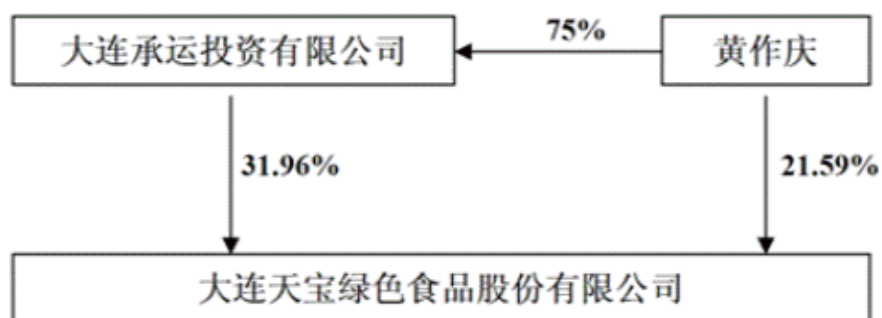 大连承运投资有限公司
75%
黄作庆
31.96%
21.59%
大连天宝绿色食品股份有限公司